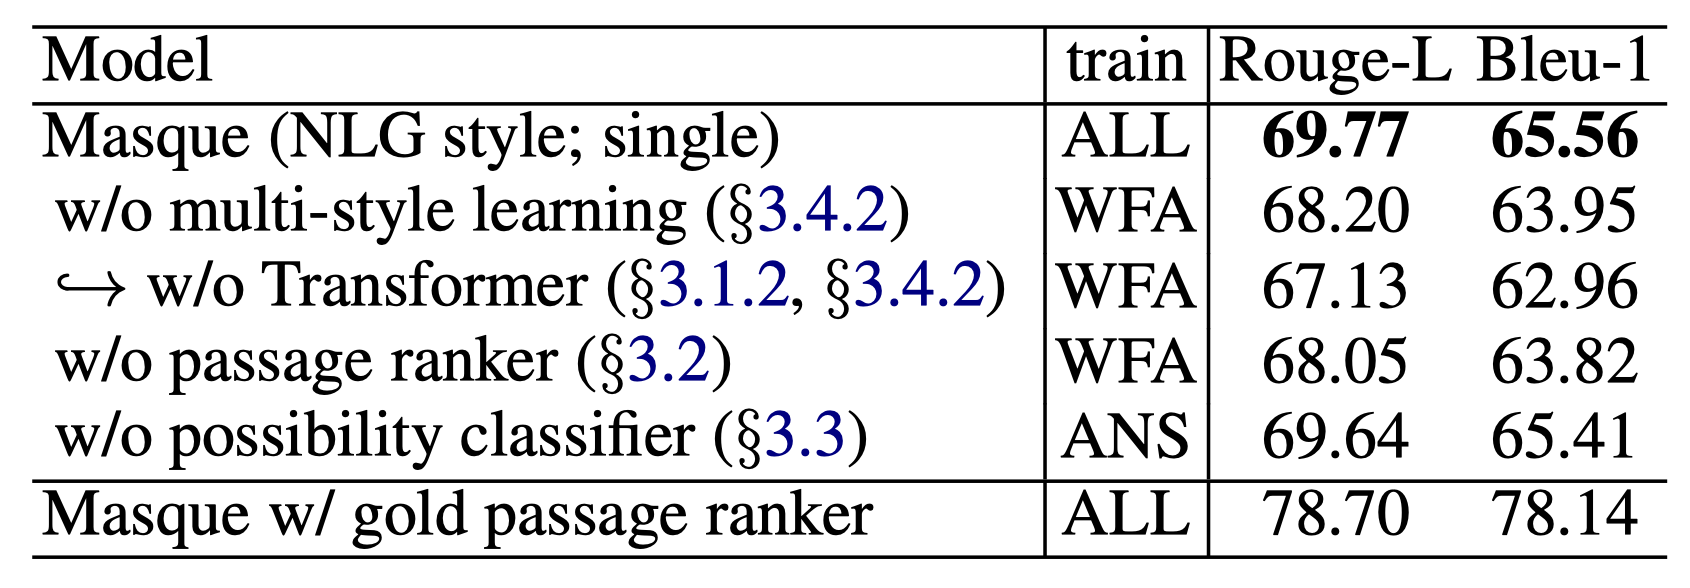 Model train Rouge-L Bleu-1
Masque (NLG style; single) ALL 69.77 65.56
w/o multi-style learning (§3.4.2) WFA 68.20 63.95
↪ w/o Transformer (§3.1.2, §3.4.2) WFA 67.13 62.96
w/o passage ranker (§3.2) WFA 68.05 63.82
w/o possibility classifier (§3.3) ANS 69.64 65.41
Masque w/ gold passage ranker ALL 78.70 78.14